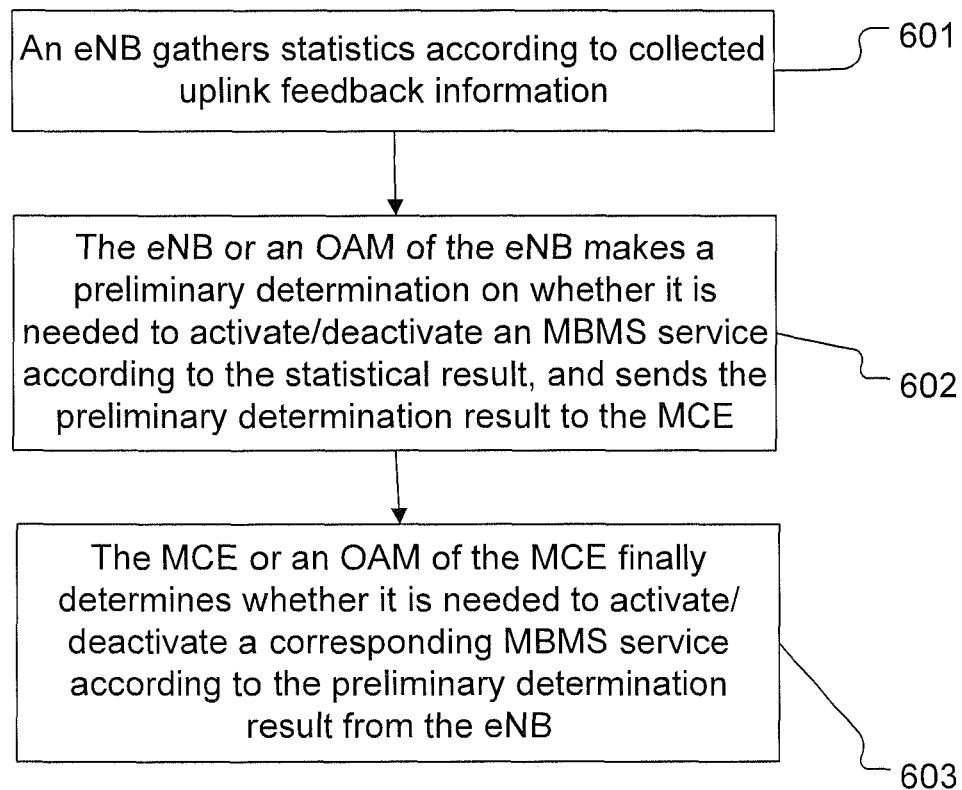 An eNB gathers statistics according to collected
uplink feedback information
601
The eNB or an OAM of the eNB makes a
preliminary determination on whether it is
needed to activate/deactivate an MBMS service
according to the statistical result, and sends the
preliminary determination result to the MCE
602
The MCE or an OAM of the MCE finally
determines whether it is needed to activate/
deactivate a corresponding MBMS service
according to the preliminary determination
result from the eNB
603